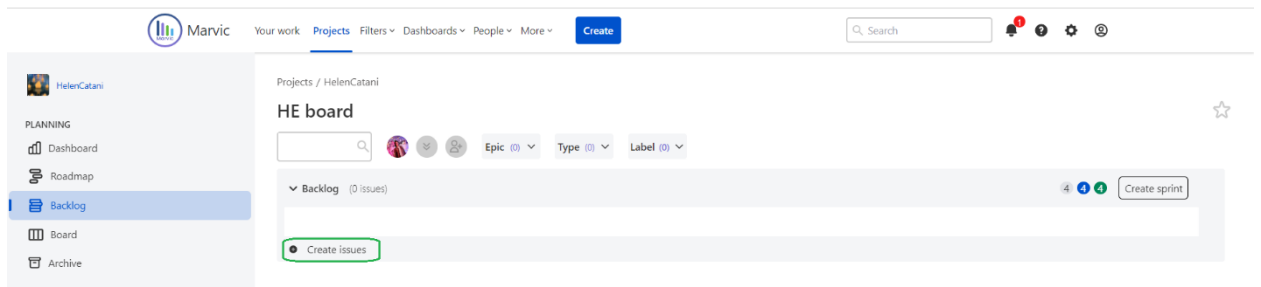 Marvic Your work Projects Filters Dashboards People More Create Search 1
HelenCatani
PLANNING
Dashboard
Roadmap
Backlog
Board
Archive
Projects / HelenCatani
HE board
Epic (0) Type (0) Label (0)
Backlog (0 issues) 4 4 4 Create sprint
Create issues